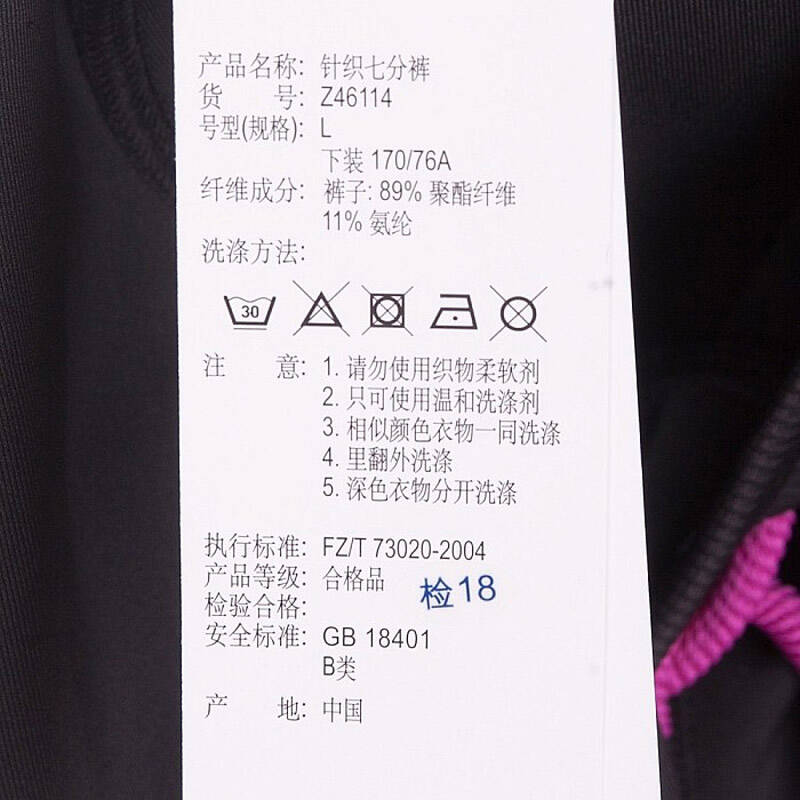 产品名称: 针织七分裤
货 号: Z46114
号型(规格): L
下装 170/76A
纤维成分: 裤子: 89% 聚酯纤维
11% 氨纶
洗涤方法:
30
注 意: 1. 请勿使用织物柔软剂
2. 只可使用温和洗涤剂
3. 相似颜色衣物一同洗涤
4. 里翻外洗涤
5. 深色衣物分开洗涤
执行标准: FZ/T 73020-2004
产品等级: 合格品
检验合格: 检18
安全标准: GB 18401
B类
产 地: 中国